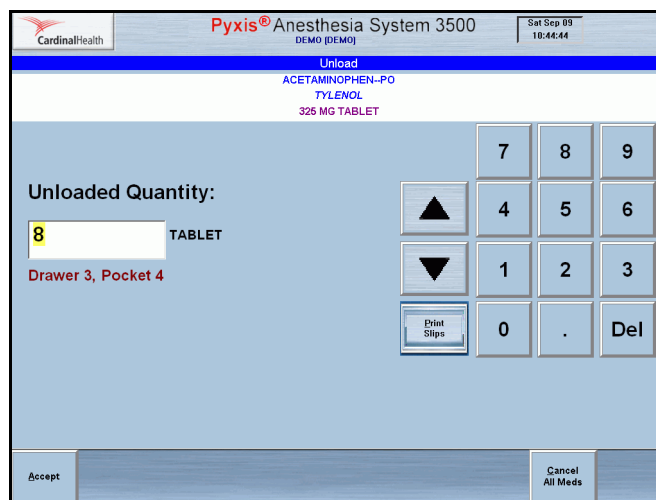 CardinalHealth
Pyxis® Anesthesia System 3500
DEMO [DEMO]
Sat Sep 09
10:44:44
Unload
ACETAMINOPHEN--PO
TYLENOL
325 MG TABLET
7 8 9
Unloaded Quantity:
4 5 6
8 TABLET
Drawer 3, Pocket 4
1 2 3
Print
Slips
0 . Del
Accept
Cancel
All Meds